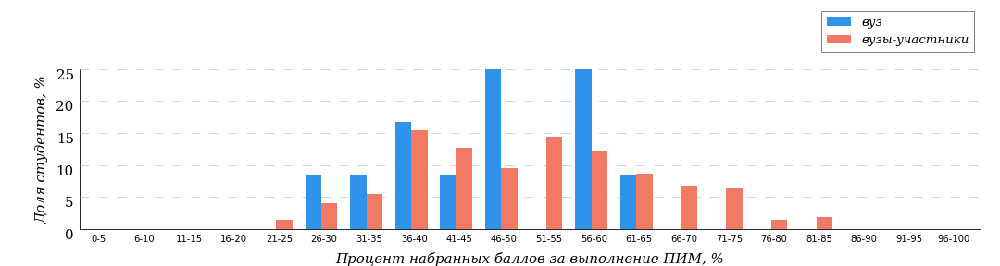 вуз
вузы-участники
Доля студентов, %
25
20
15
10
5
0
0-5 6-10 11-15 16-20 21-25 26-30 31-35 36-40 41-45 46-50 51-55 56-60 61-65 66-70 71-75 76-80 81-85 86-90 91-95 96-100
Процент набранных баллов за выполнение ПИМ, %